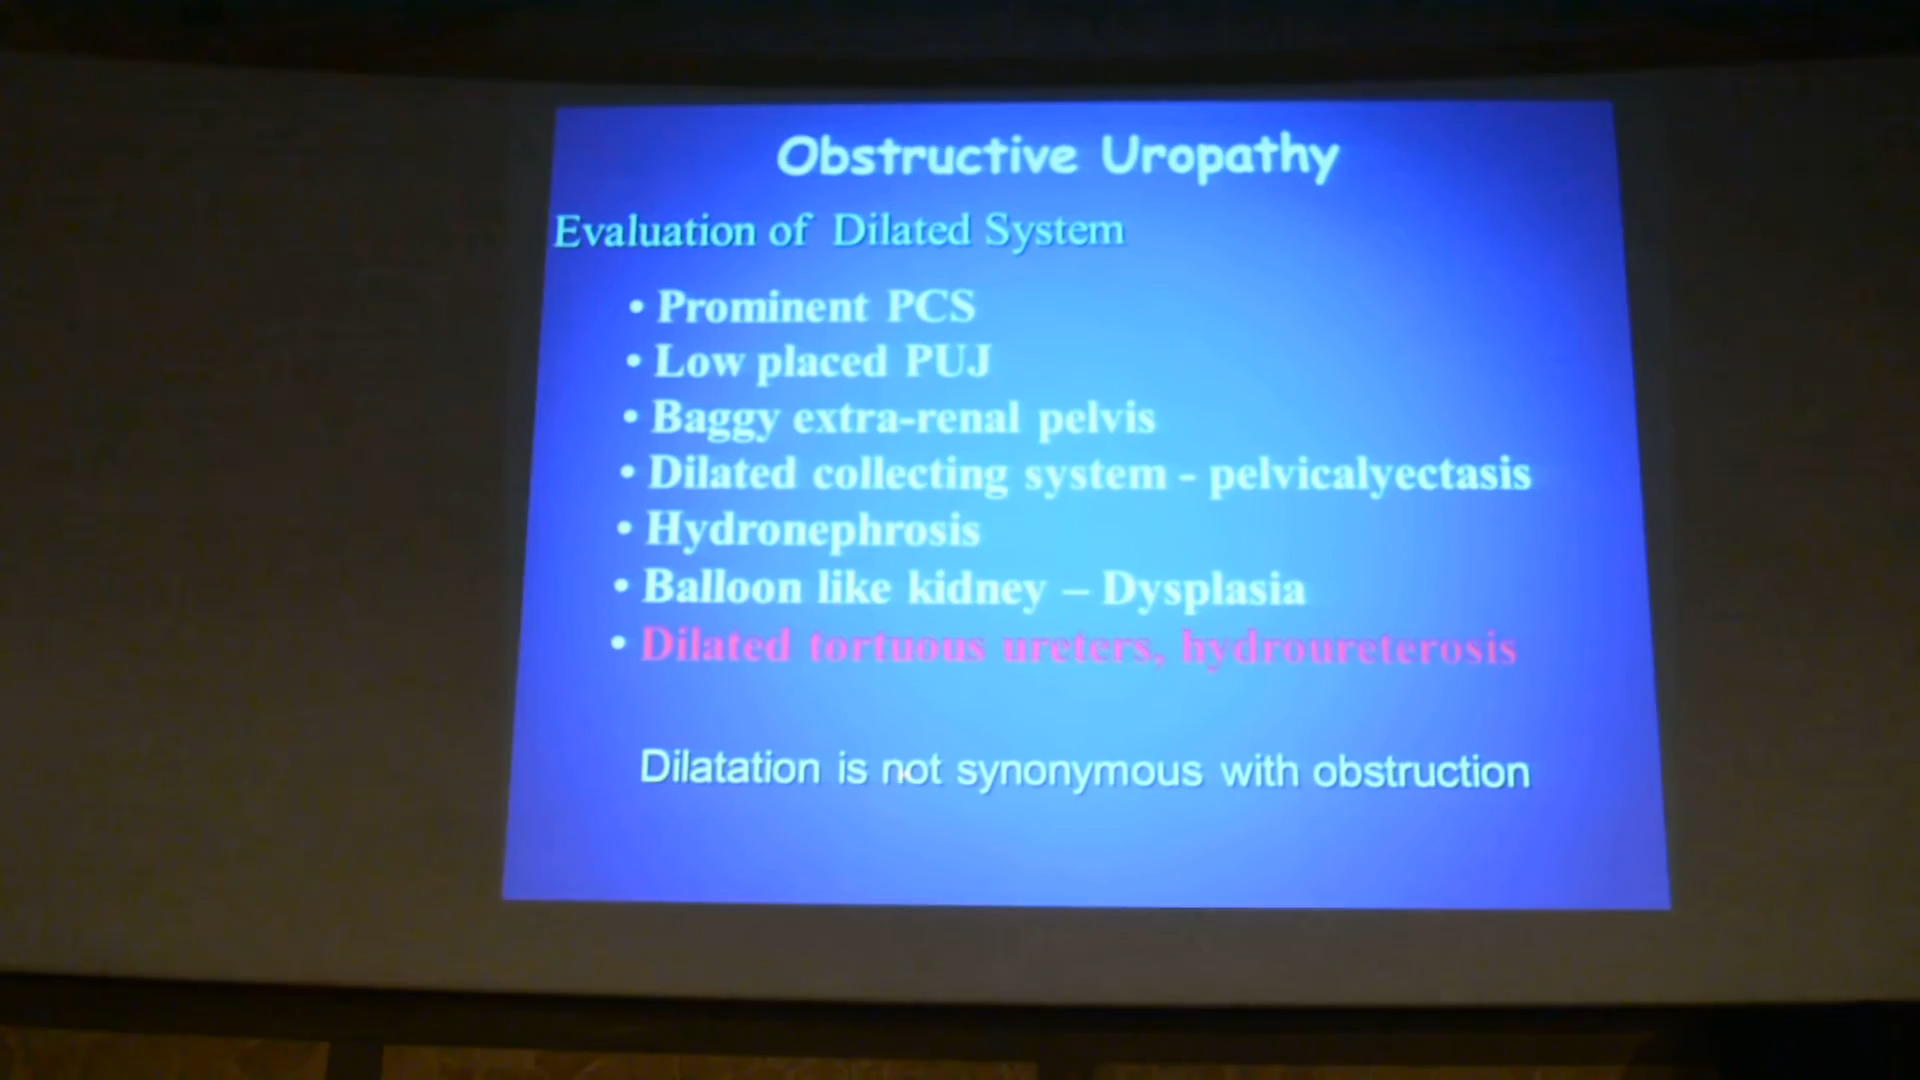 Obstructive Uropathy
Evaluation of Dilated System
• Prominent PCS
• Low placed PUJ
• Baggy extra-renal pelvis
• Dilated collecting system - pelvicalyectasis
• Hydronephrosis
• Balloon like kidney – Dysplasia
• Dilated tortuous ureters, hydroureterosis
Dilatation is not synonymous with obstruction